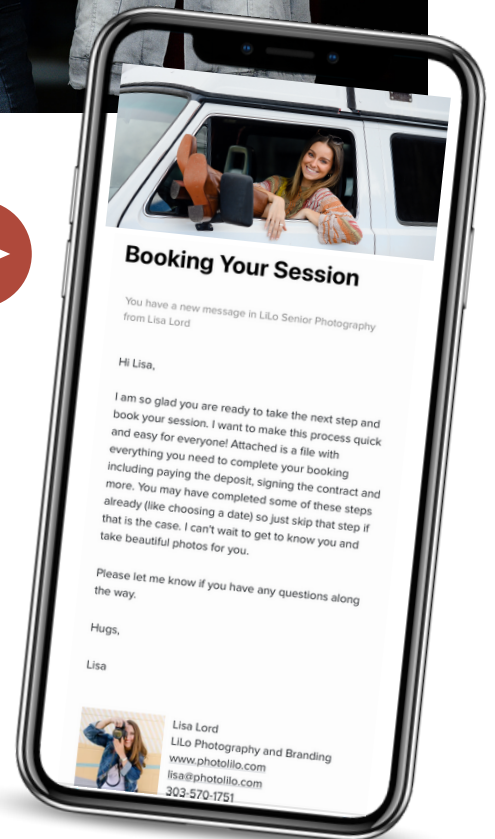 Booking Your Session
You have a new message in LiLo Senior Photography
from Lisa Lord
Hi Lisa,
I am so glad you are ready to take the next step and
book your session. I want to make this process quick
and easy for everyone! Attached is a file with
everything you need to complete your booking
including paying the deposit, signing the contract and
more. You may have completed some of these steps
already (like choosing a date) so just skip that step if
that is the case. I can't wait to get to know you and
take beautiful photos for you.
Please let me know if you have any questions along
the way.
Hugs,
Lisa
Lisa Lord
LiLo Photography and Branding
www.photolilo.com
lisa@photolilo.com
303-570-1751